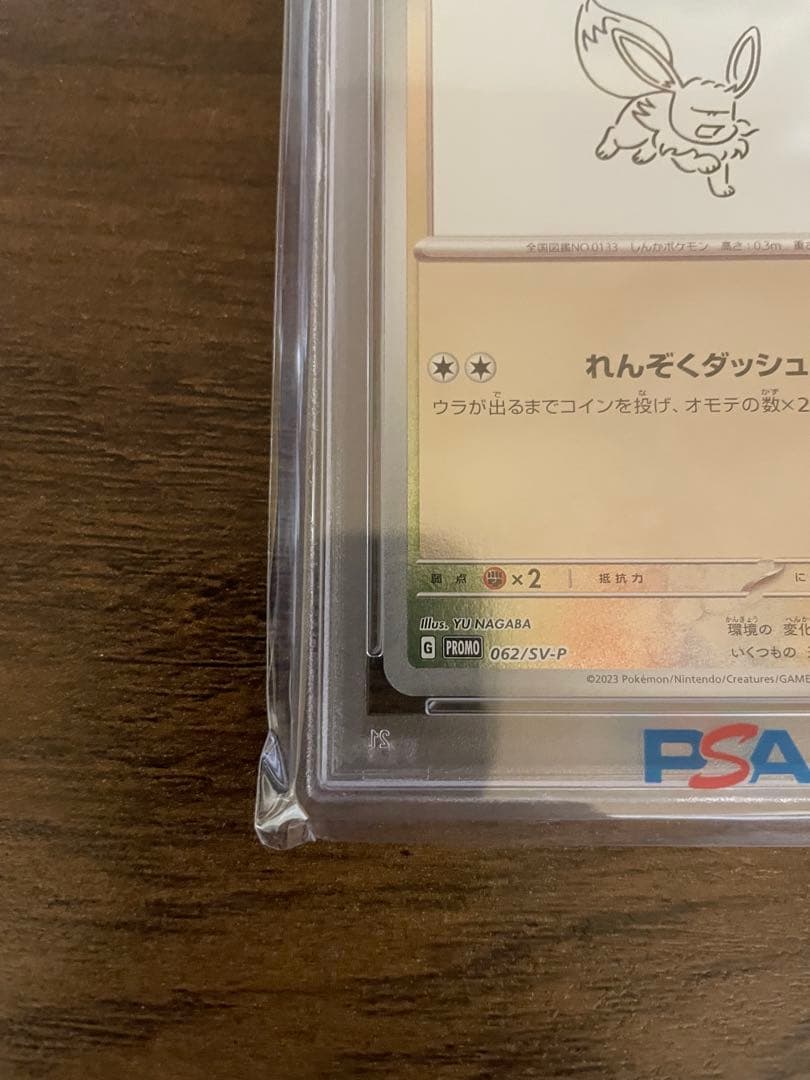 全国図鑑NO.0133 しんかポケモン 高さ:0.3m 重さ
れんぞくダッシュ
ウラが出るまでコインを投げ、オモテの数×2
弱点 ×2 抵抗力 に
Illus. YU NAGABA
環境の 変化
G PROMO 062/SV-P
いくつもの
©2023 Pokémon/Nintendo/Creatures/GAME
PSA